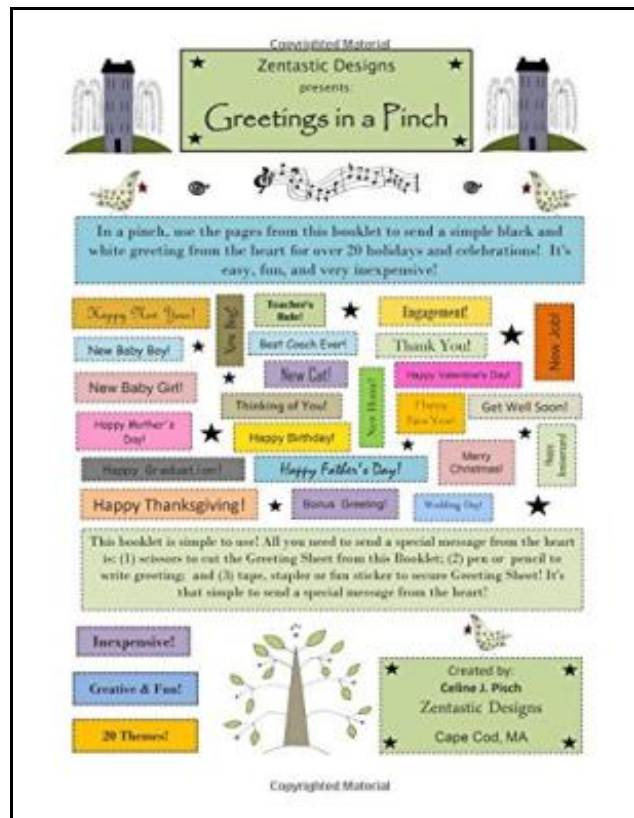 Copyrighted Material
Zentastic Designs
presents:
Greetings in a Pinch
In a pinch, use the pages from this booklet to send a simple black and
white greeting from the heart for over 20 holidays and celebrations! It's
easy, fun, and very inexpensive!
Happy New Year!
New Dog!
Teacher's
Rule!
Engagement!
New Job!
New Baby Boy!
Best Coach Ever!
Thank You!
New Baby Girl!
New Cat!
New Home!
Happy Valentine's Day!
Thinking of You!
Happy
New Year!
Get Well Soon!
Happy Mother's
Day!
Happy Birthday!
Merry
Christmas!
Happy
Anniversary!
Happy Graduation!
Happy Father's Day!
Happy Thanksgiving!
Bonus Greeting!
Wedding Day!
This booklet is simple to use! All you need to send a special message from the heart
is: (1) scissors to cut the Greeting Sheet from this Booklet; (2) pen or pencil to
write greeting; and (3) tape, stapler or fun sticker to secure Greeting Sheet! It's
that simple to send a special message from the heart!
Inexpensive!
Creative & Fun!
20 Themes!
Created by:
Celine J. Pisch
Zentastic Designs
Cape Cod, MA
Copyrighted Material